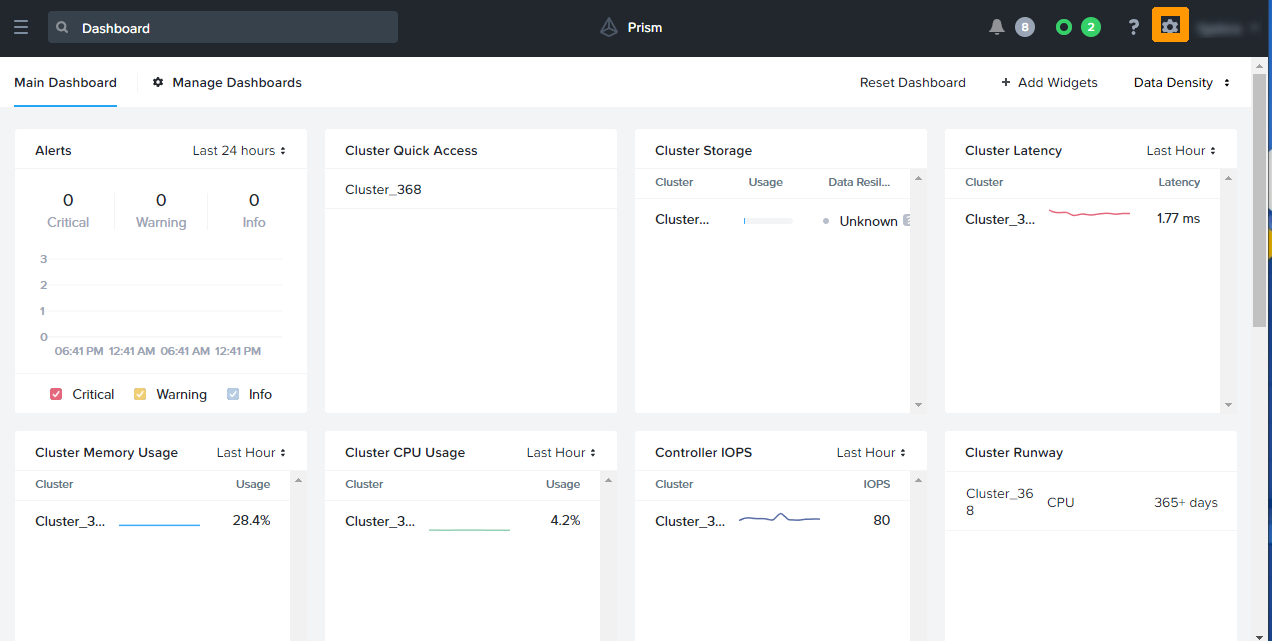 Dashboard
Prism
8
2
?
Main Dashboard
Manage Dashboards
Reset Dashboard
+ Add Widgets
Data Density
Alerts
Last 24 hours
0
0
0
Critical
Warning
Info
3
2
1
0
06:41 PM 12:41 AM 06:41 AM 12:41 PM
Critical
Warning
Info
Cluster Quick Access
Cluster_368
Cluster Storage
Cluster Usage Data Resil...
Cluster... Unknown
Cluster Latency
Last Hour
Cluster Latency
Cluster_3... 1.77 ms
Cluster Memory Usage
Last Hour
Cluster Usage
Cluster_3... 28.4%
Cluster CPU Usage
Last Hour
Cluster Usage
Cluster_3... 4.2%
Controller IOPS
Last Hour
Cluster IOPS
Cluster_3... 80
Cluster Runway
Cluster_36
8
CPU
365+ days